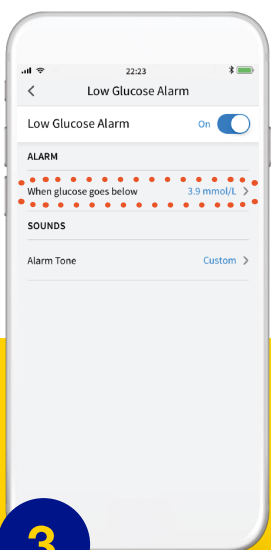 22:23
Low Glucose Alarm
Low Glucose Alarm On
ALARM
When glucose goes below 3.9 mmol/L
SOUNDS
Alarm Tone Custom
3